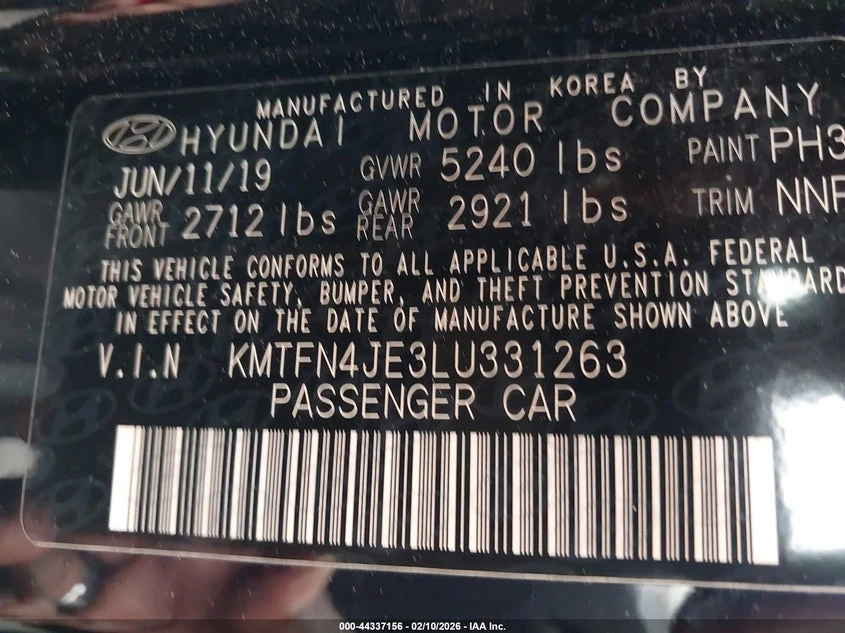 MANUFACTURED IN KOREA BY
HYUNDAI MOTOR COMPANY
JUN/11/19 GVWR 5240 lbs PAINT PH3
GAWR FRONT 2712 lbs GAWR REAR 2921 lbs TRIM NNF
THIS VEHICLE CONFORMS TO ALL APPLICABLE U.S.A. FEDERAL
MOTOR VEHICLE SAFETY, BUMPER, AND THEFT PREVENTION STANDARD
IN EFFECT ON THE DATE OF MANUFACTURE SHOWN ABOVE
V.I.N KMTFN4JE3LU331263
PASSENGER CAR
000-44337156 - 02/10/2026 - IAA Inc.